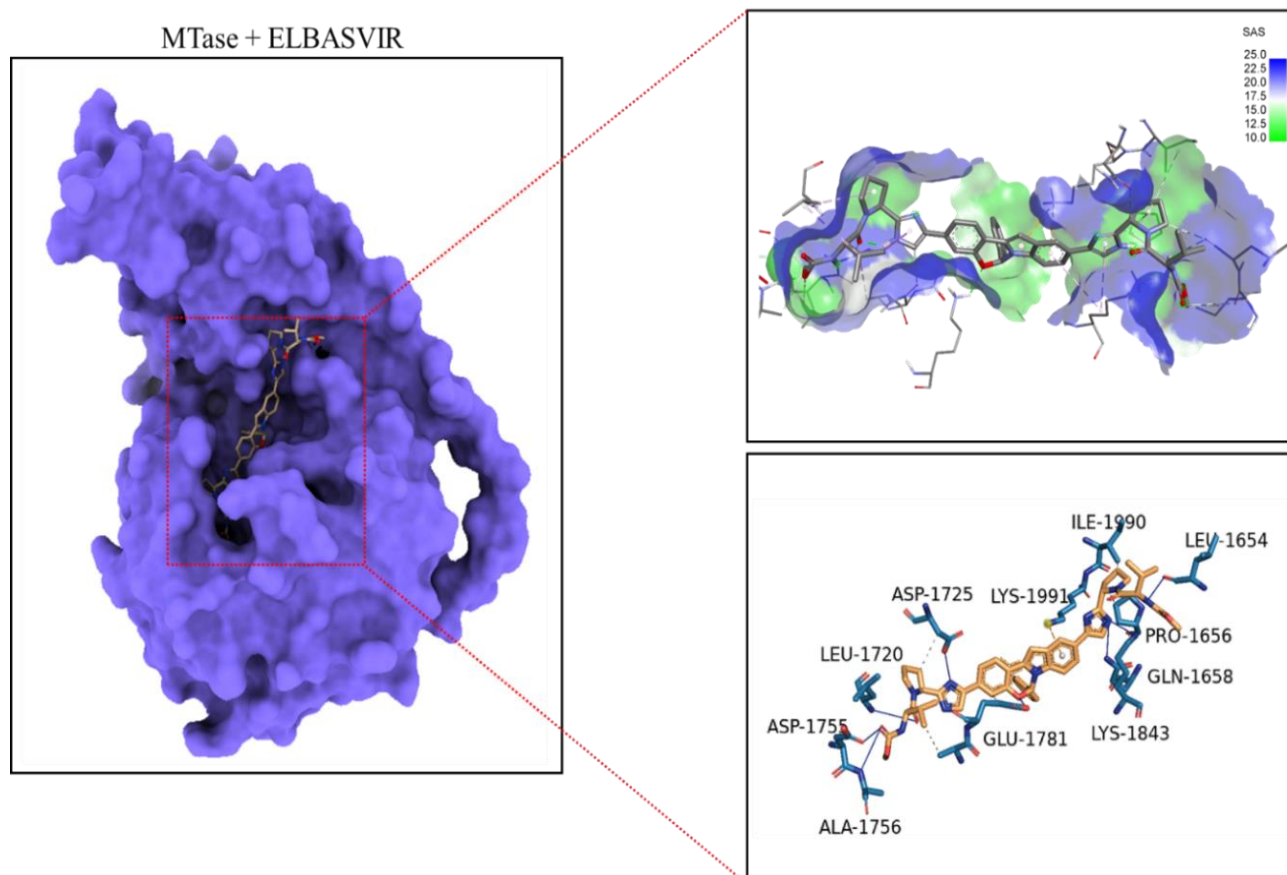 MTase + ELBASVIR
SAS
25.0
22.5
20.0
17.5
15.0
12.5
10.0
ILE-1990
LEU-1654
ASP-1725
LYS-1991
PRO-1656
LEU-1720
GLN-1658
ASP-1755
GLU-1781
LYS-1843
ALA-1756